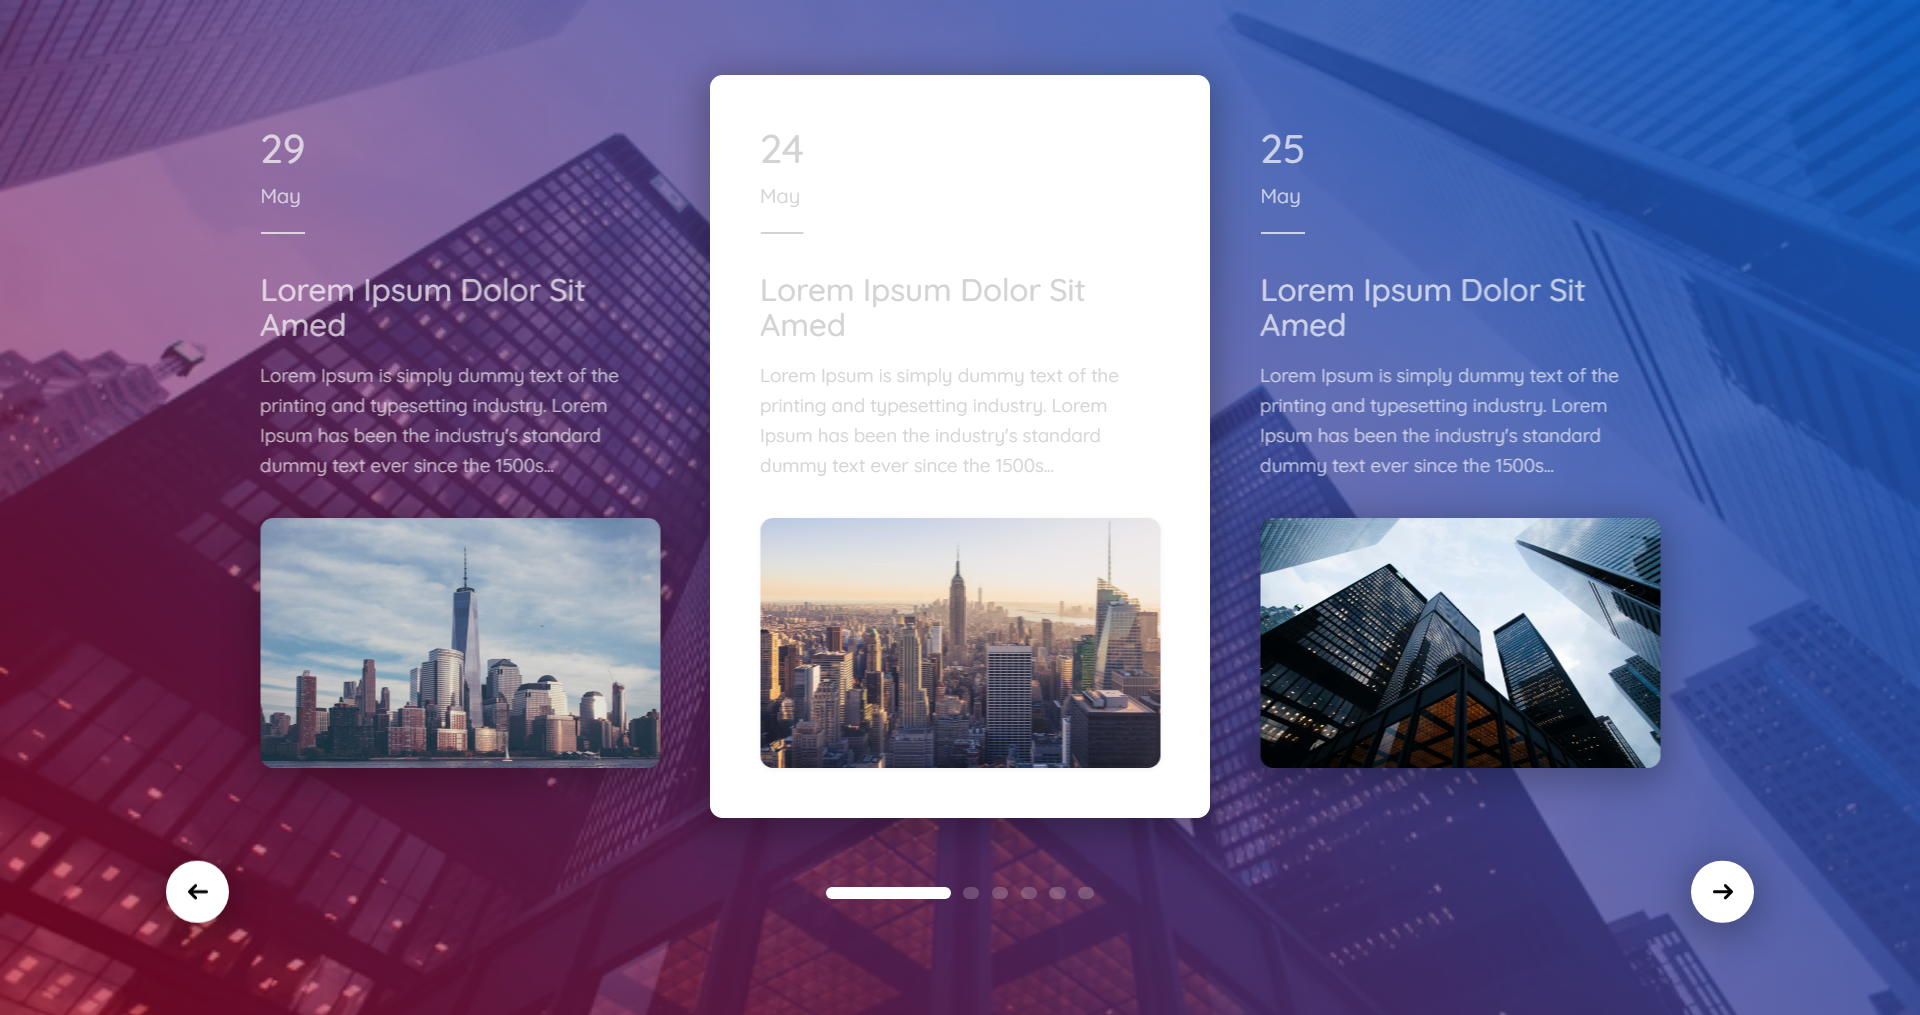 29
May
Lorem Ipsum Dolor Sit
Amed
Lorem Ipsum is simply dummy text of the
printing and typesetting industry. Lorem
Ipsum has been the industry's standard
dummy text ever since the 1500s...
24
May
Lorem Ipsum Dolor Sit
Amed
Lorem Ipsum is simply dummy text of the
printing and typesetting industry. Lorem
Ipsum has been the industry's standard
dummy text ever since the 1500s...
25
May
Lorem Ipsum Dolor Sit
Amed
Lorem Ipsum is simply dummy text of the
printing and typesetting industry. Lorem
Ipsum has been the industry's standard
dummy text ever since the 1500s...